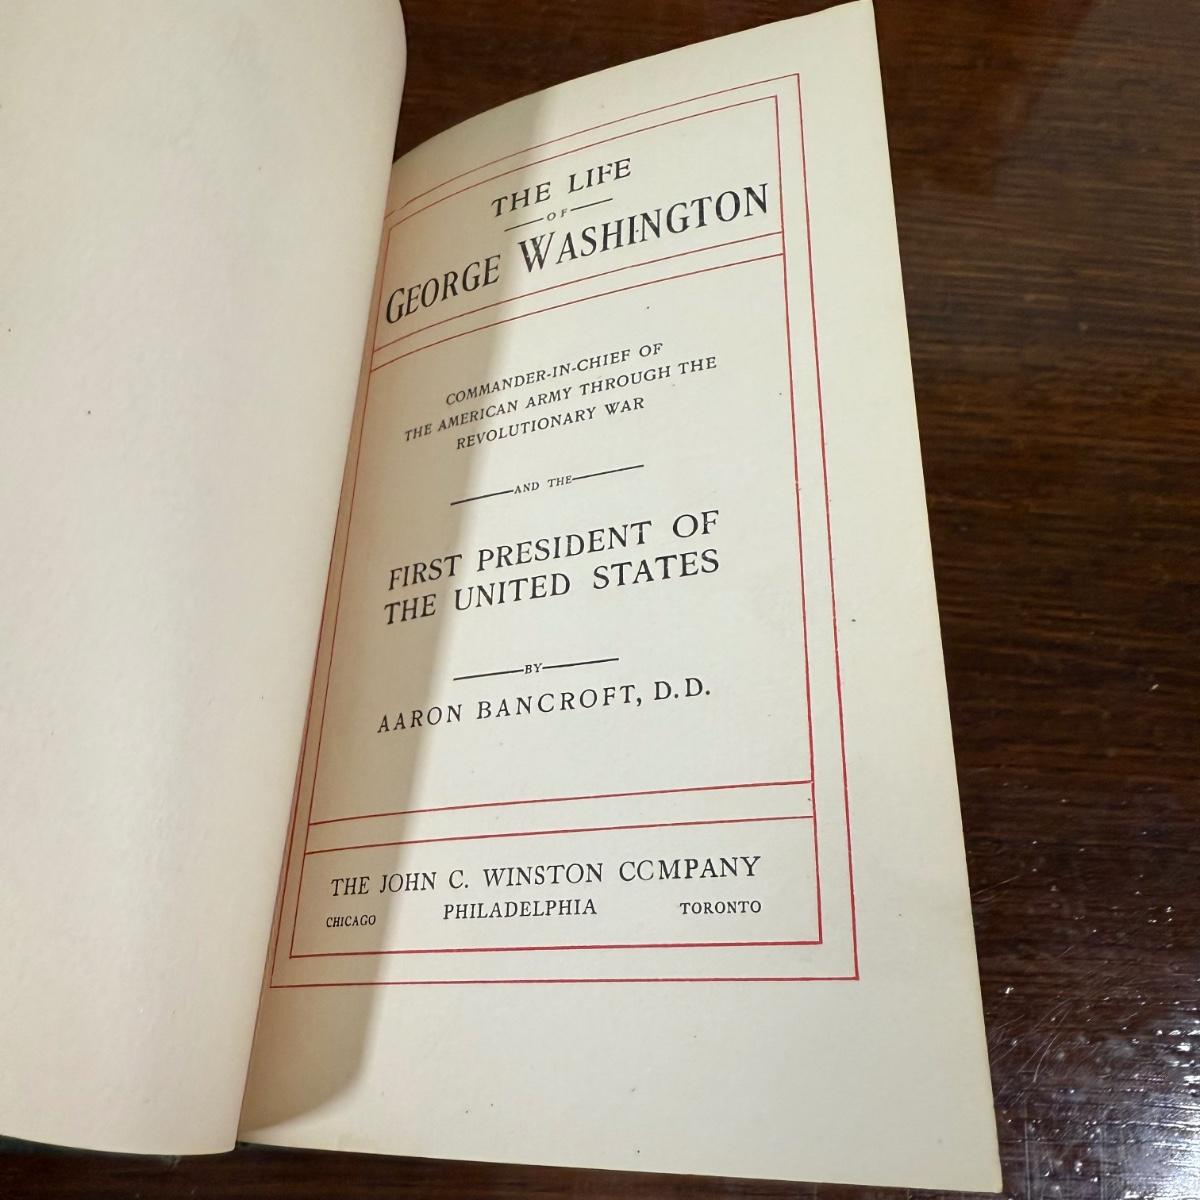 THE LIFE
OF
GEORGE WASHINGTON
COMMANDER-IN-CHIEF OF
THE AMERICAN ARMY THROUGH THE
REVOLUTIONARY WAR
AND THE
FIRST PRESIDENT OF
THE UNITED STATES
BY
AARON BANCROFT, D.D.
THE JOHN C. WINSTON COMPANY
CHICAGO PHILADELPHIA TORONTO